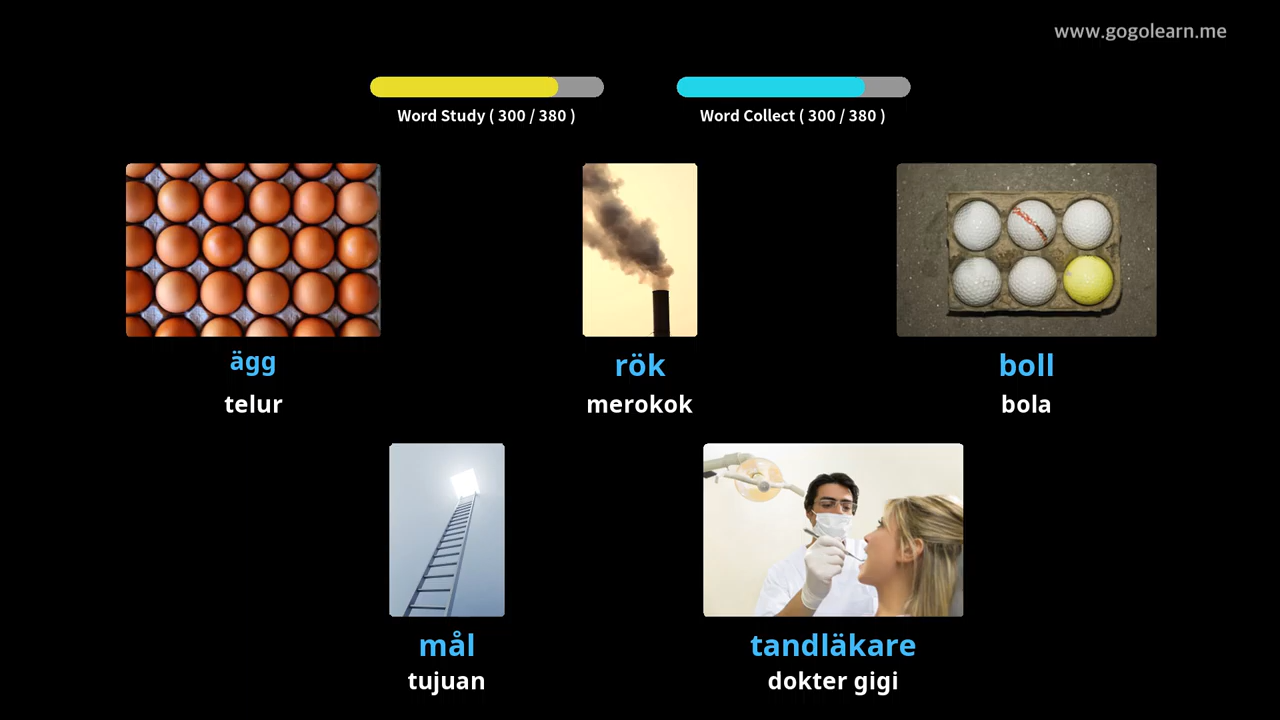 www.gogolearn.me
Word Study ( 300 / 380 )
Word Collect ( 300 / 380 )
ägg
rök
boll
telur
merokok
bola
mål
tandläkare
tujuan
dokter gigi